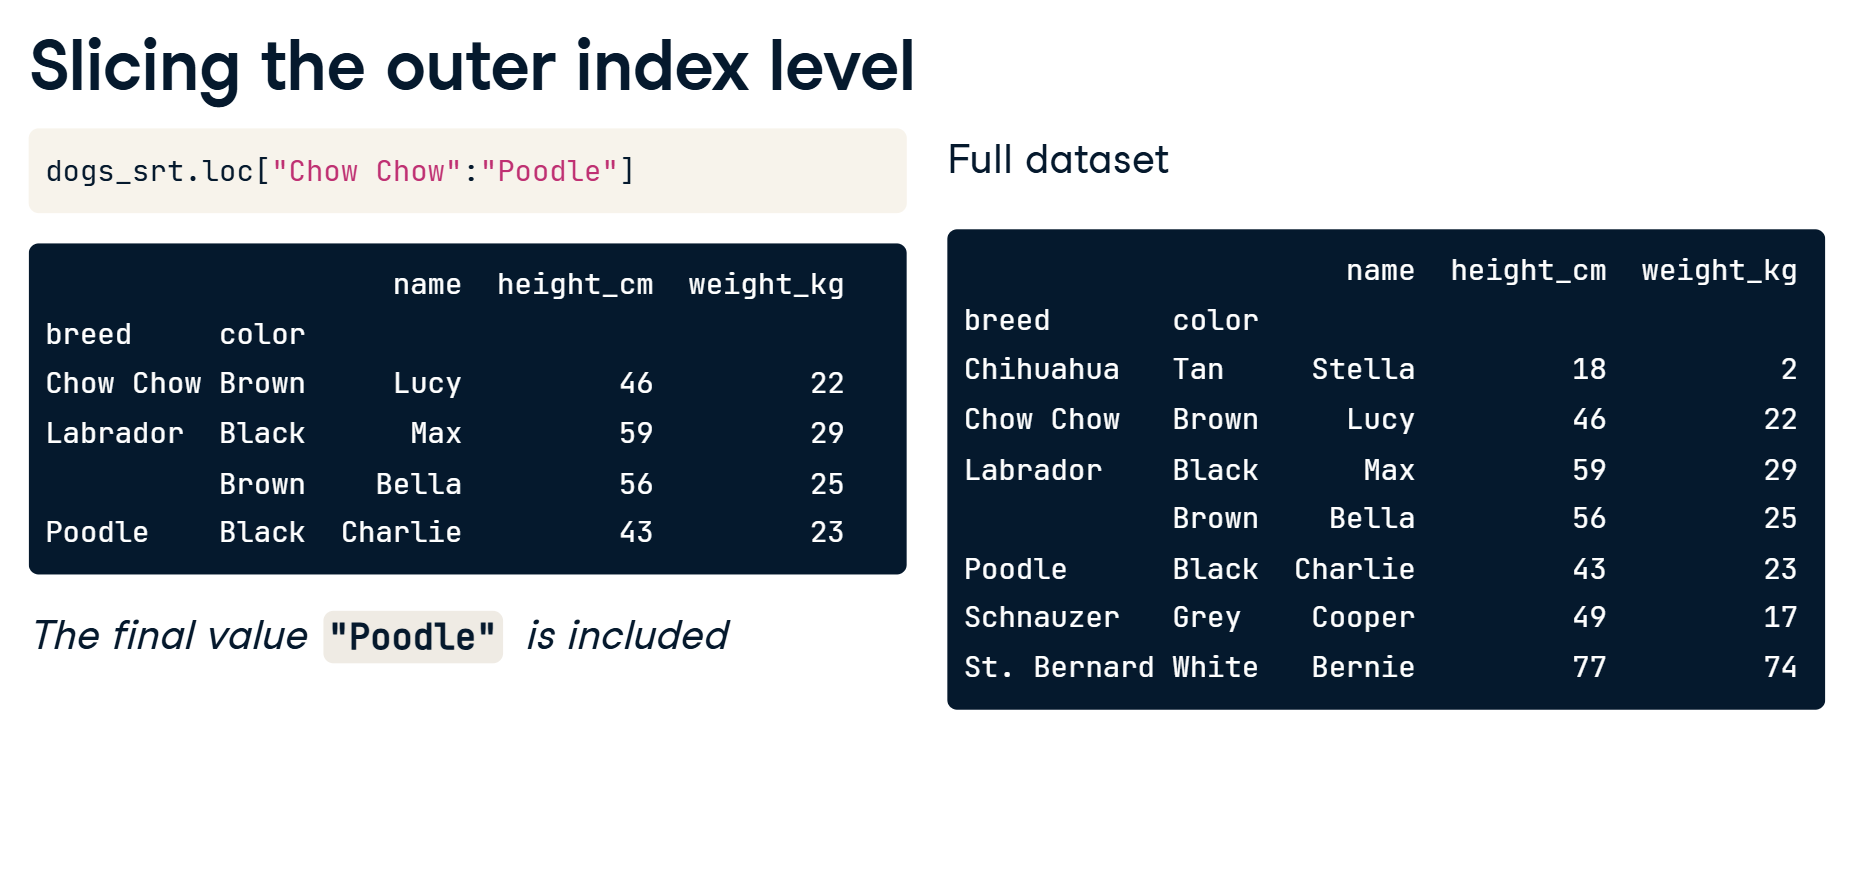 Slicing the outer index level
dogs_srt.loc["Chow Chow":"Poodle"]
name height_cm weight_kg
breed color
Chow Chow Brown Lucy 46 22
Labrador Black Max 59 29
Brown Bella 56 25
Poodle Black Charlie 43 23
The final value "Poodle" is included
Full dataset
name height_cm weight_kg
breed color
Chihuahua Tan Stella 18 2
Chow Chow Brown Lucy 46 22
Labrador Black Max 59 29
Brown Bella 56 25
Poodle Black Charlie 43 23
Schnauzer Grey Cooper 49 17
St. Bernard White Bernie 77 74